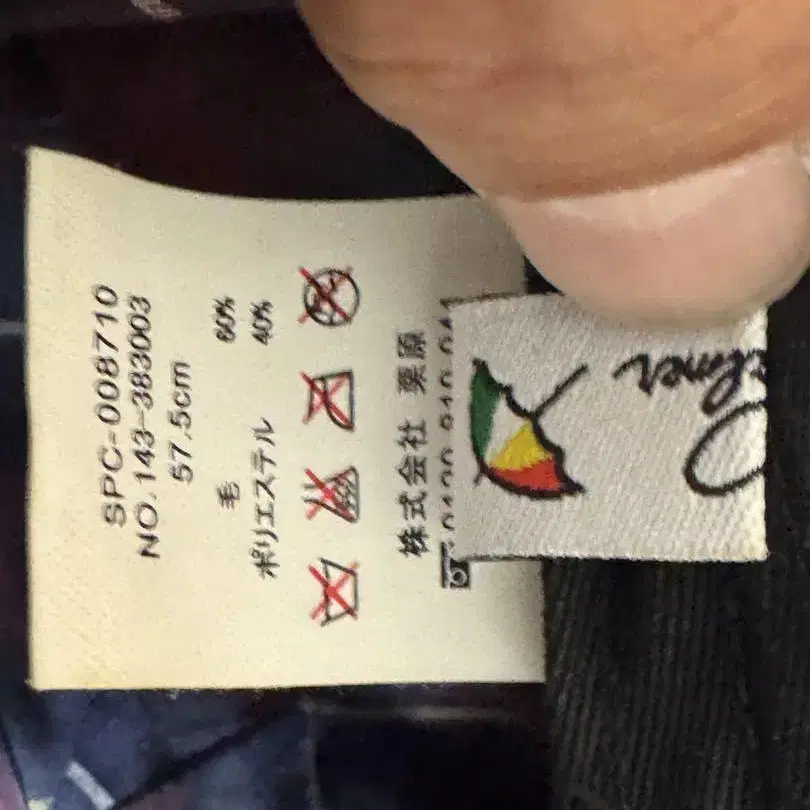 SPC-008710
NO.143-383003
57.5cm
毛 60%
ポリエステル 40%
株式会社 栗原